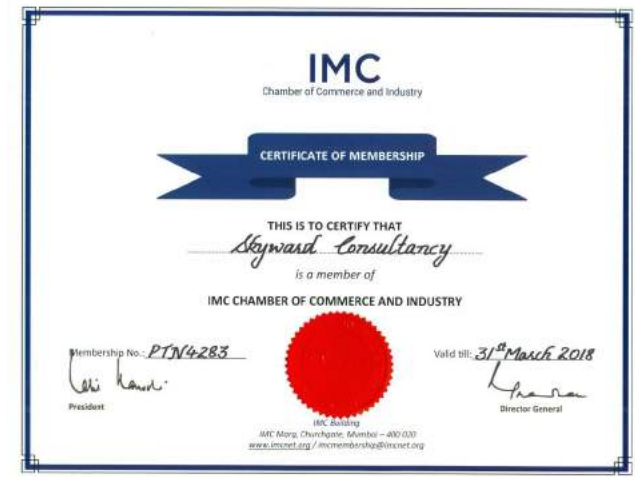 IMC
Chamber of Commerce and Industry
CERTIFICATE OF MEMBERSHIP
THIS IS TO CERTIFY THAT
Skyward Consultancy
is a member of
IMC CHAMBER OF COMMERCE AND INDUSTRY
Membership No.: PTN4283
Valid till: 31st March 2018
President
Director General
IMC Building
IMC Marg, Churchgate, Mumbai – 400 020
www.imcnet.org / imcmembership@imcnet.org